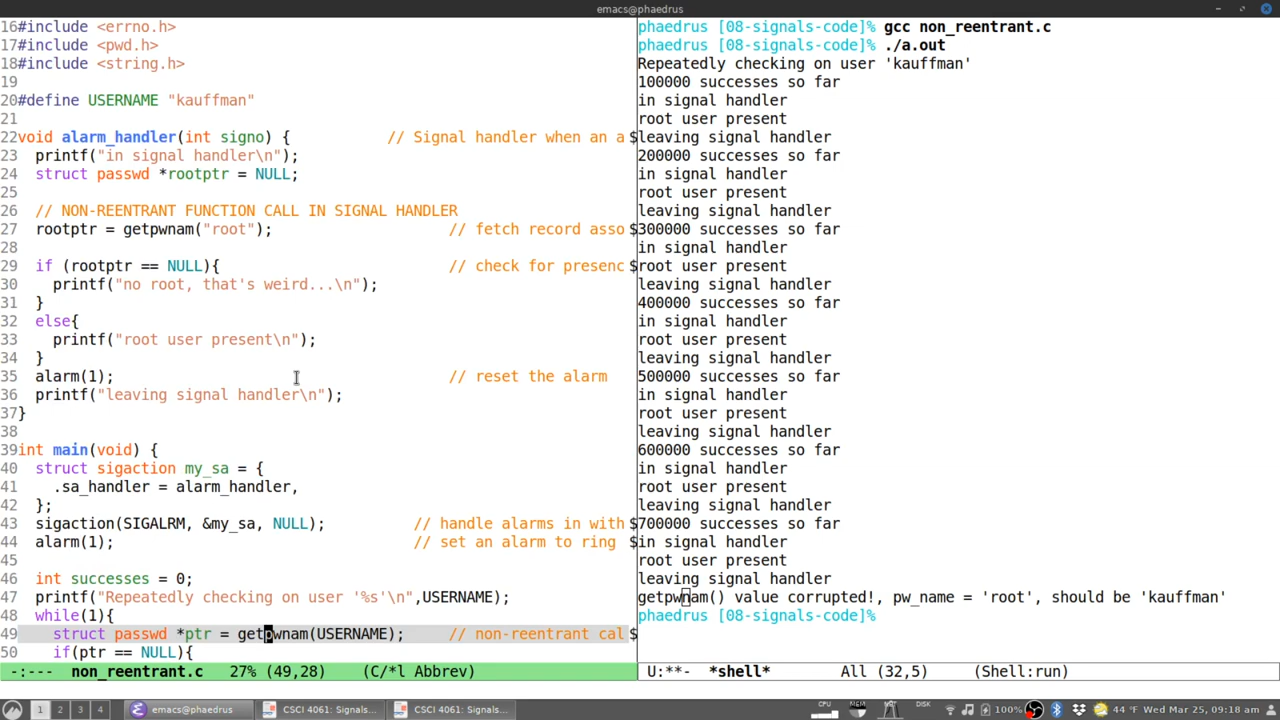 emacs@phaedrus
16#include <errno.h>
17#include <pwd.h>
18#include <string.h>
19
20#define USERNAME "kauffman"
21
22void alarm_handler(int signo) {           // Signal handler when an a$
23  printf("in signal handler\n");
24  struct passwd *rootptr = NULL;
25
26  // NON-REENTRANT FUNCTION CALL IN SIGNAL HANDLER
27  rootptr = getpwnam("root");                    // fetch record asso$
28
29  if (rootptr == NULL){                          // check for presenc$
30    printf("no root, that's weird...\n");
31  }
32  else{
33    printf("root user present\n");
34  }
35  alarm(1);                                      // reset the alarm
36  printf("leaving signal handler\n");
37}
38
39int main(void) {
40  struct sigaction my_sa = {
41    .sa_handler = alarm_handler,
42  };
43  sigaction(SIGALRM, &my_sa, NULL);          // handle alarms in with$
44  alarm(1);                                  // set an alarm to ring $
45
46  int successes = 0;
47  printf("Repeatedly checking on user '%s'\n",USERNAME);
48  while(1){
49    struct passwd *ptr = getpwnam(USERNAME);     // non-reentrant cal$
50    if(ptr == NULL){
-:---  non_reentrant.c   27% (49,28)   (C/*l Abbrev)
phaedrus [08-signals-code]% gcc non_reentrant.c
phaedrus [08-signals-code]% ./a.out
Repeatedly checking on user 'kauffman'
100000 successes so far
in signal handler
root user present
leaving signal handler
200000 successes so far
in signal handler
root user present
leaving signal handler
300000 successes so far
in signal handler
root user present
leaving signal handler
400000 successes so far
in signal handler
root user present
leaving signal handler
500000 successes so far
in signal handler
root user present
leaving signal handler
600000 successes so far
in signal handler
root user present
leaving signal handler
700000 successes so far
in signal handler
root user present
leaving signal handler
getpwnam() value corrupted!, pw_name = 'root', should be 'kauffman'
phaedrus [08-signals-code]%
U:**-  *shell*        All (32,5)     (Shell:run)
1 2 3 4 emacs@phaedrus CSCI 4061: Signals... CSCI 4061: Signals... CPU MEM NET DISK 100% 44 °F Wed Mar 25, 09:18 am